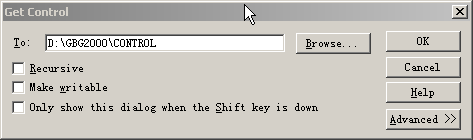 Get Control
To: D:\GBG2000\CONTROL Browse... OK
Recursive Cancel
Make writable Help
Only show this dialog when the Shift key is down Advanced >>